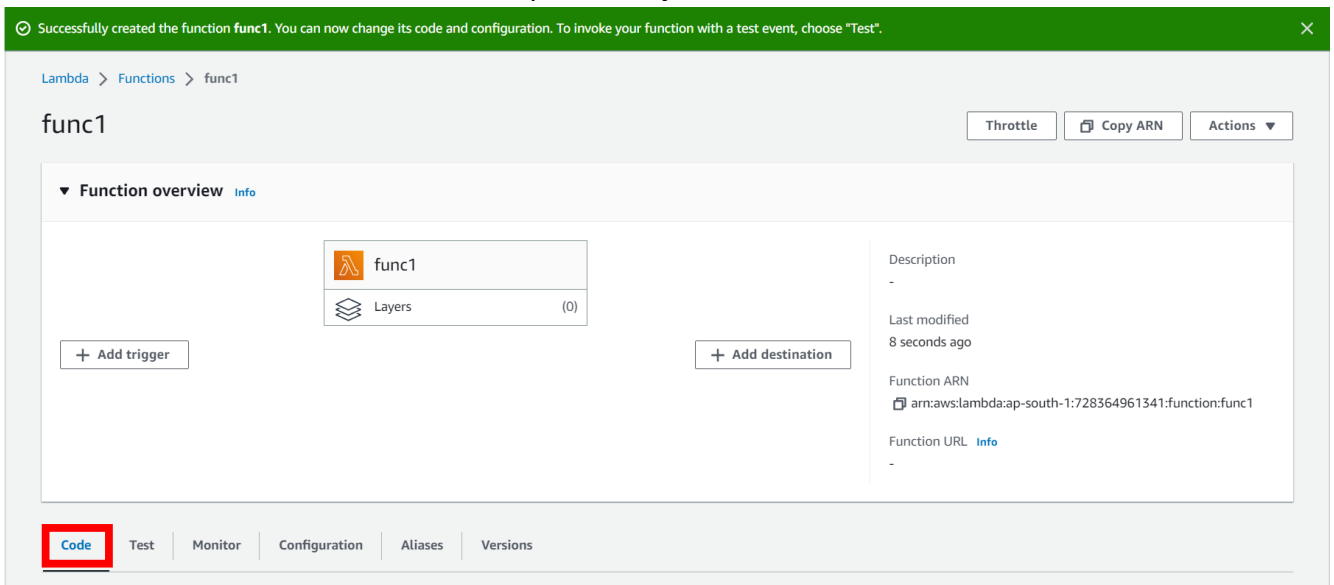 Successfully created the function func1. You can now change its code and configuration. To invoke your function with a test event, choose "Test".
Lambda > Functions > func1
func1
Throttle
Copy ARN
Actions
Function overview Info
func1
Layers (0)
+ Add trigger
+ Add destination
Description
-
Last modified
8 seconds ago
Function ARN
arn:aws:lambda:ap-south-1:728364961341:function:func1
Function URL Info
-
Code Test Monitor Configuration Aliases Versions